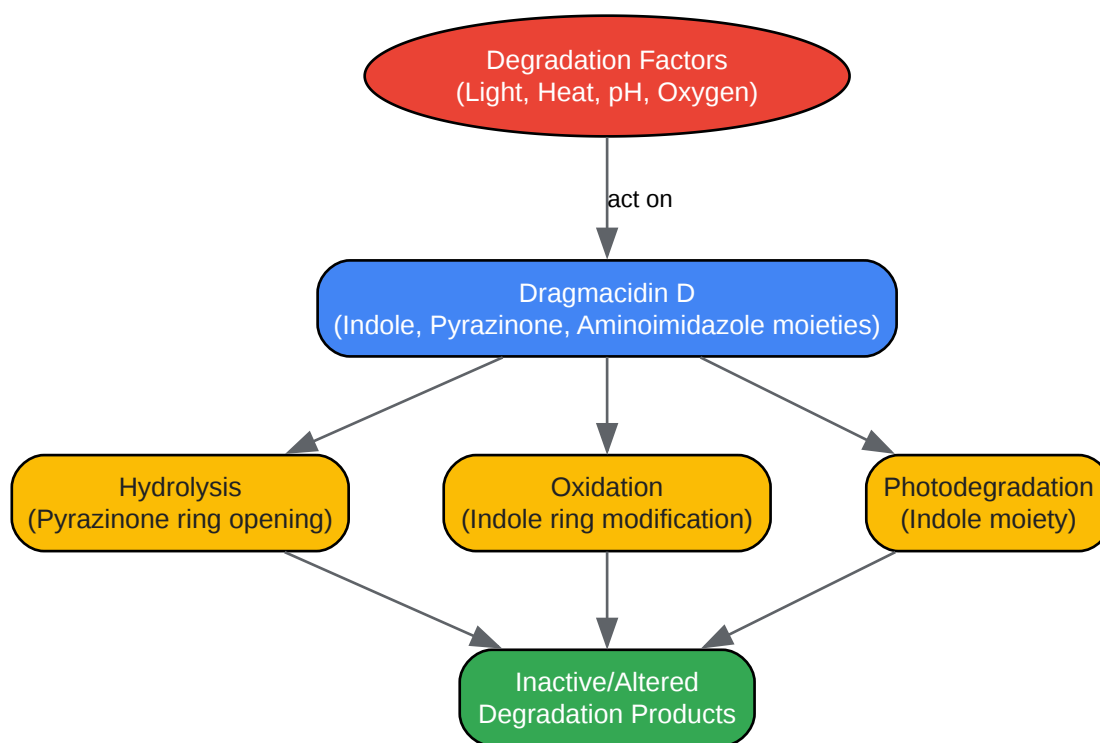 Degradation Factors
(Light, Heat, pH, Oxygen)
act on
Dragmacidin D
(Indole, Pyrazinone, Aminoimidazole moieties)
Hydrolysis
(Pyrazinone ring opening)
Oxidation
(Indole ring modification)
Photodegradation
(Indole moiety)
Inactive/Altered
Degradation Products